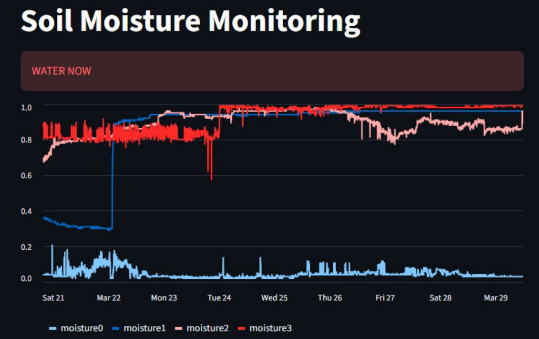 Soil Moisture Monitoring
WATER NOW
1.0
0.8
0.6
0.4
0.2
0.0
Sat 21 Mar 22 Mon 23 Tue 24 Wed 25 Thu 26 Fri 27 Sat 28 Mar 29
moisture0 moisture1 moisture2 moisture3